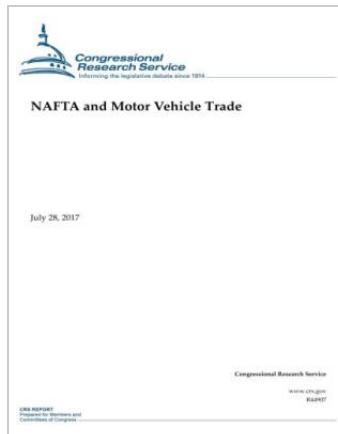 Congressional
Research Service
Informing the legislative debate since 1914
NAFTA and Motor Vehicle Trade
July 28, 2017
Congressional Research Service
www.crs.gov
R44907
CRS REPORT
Prepared for Members and
Committees of Congress